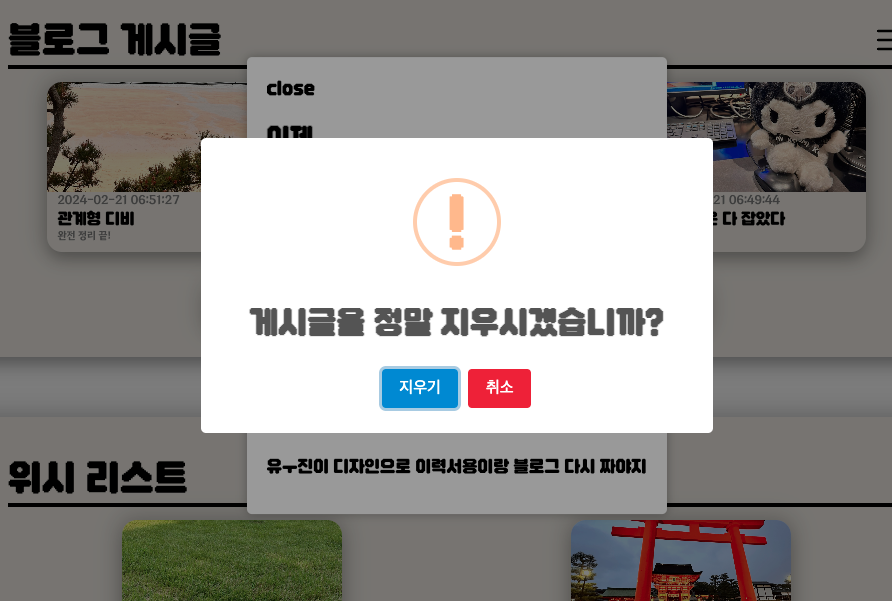 블로그 게시글
close
이제
2024-02-21 06:51:27
관계형 디비
완전 정리 끝!
21 06:49:44
다 잡았다
!
게시글을 정말 지우시겠습니까?
지우기 취소
유ㅜ진이 디자인으로 이력서용이랑 블로그 다시 짜야지
위시 리스트